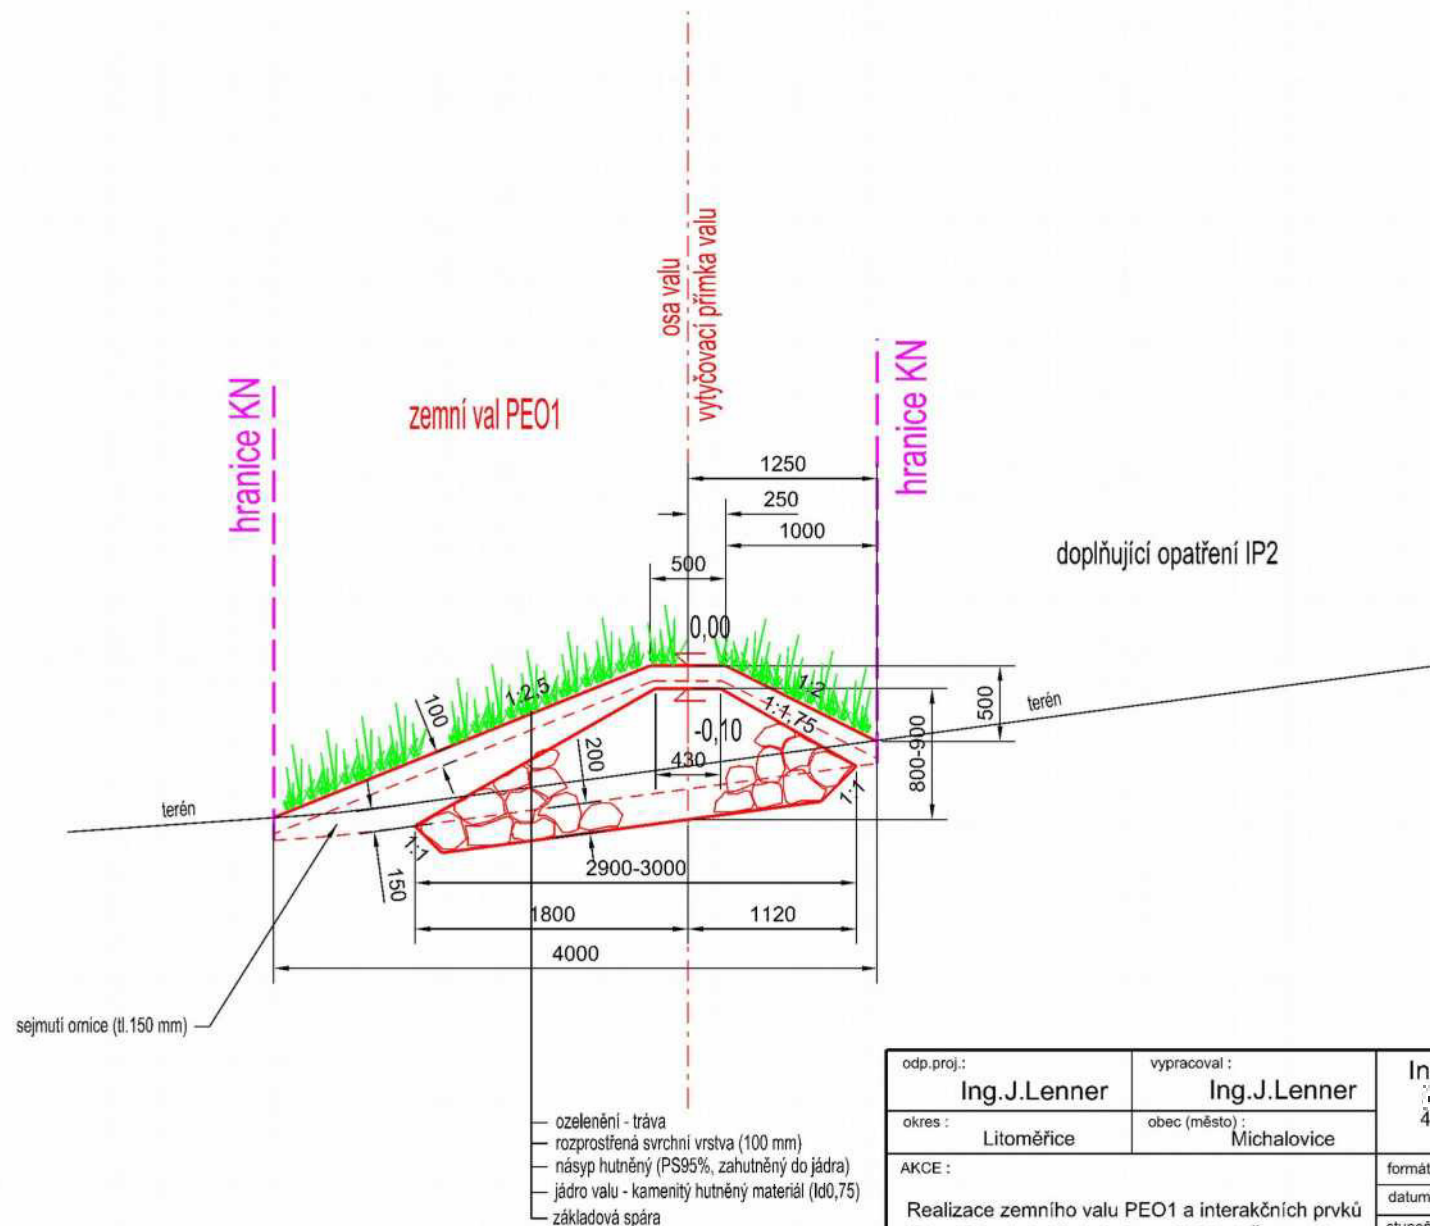 osa valu
vytyčovací přímka valu
hranice KN
zemní val PEO1
hranice KN
1250
250
1000
500
doplňující opatření IP2
0,00
1:2,5
1:2
100
1:1,75
500
terén
-0,10
200
430
800-900
terén
1:1
1:1
150
2900-3000
1800
1120
4000
sejmutí ornice (tl.150 mm)
ozelenění - tráva
rozprostřená svrchní vrstva (100 mm)
násyp hutněný (PS95%, zahutněný do jádra)
jádro valu - kamenitý hutněný materiál (Id0,75)
základová spára
odp.proj.:
Ing.J.Lenner
vypracoval :
Ing.J.Lenner
In
4
okres :
Litoměřice
obec (město) :
Michalovice
AKCE :
formát
datum
Realizace zemního valu PEO1 a interakčních prvků